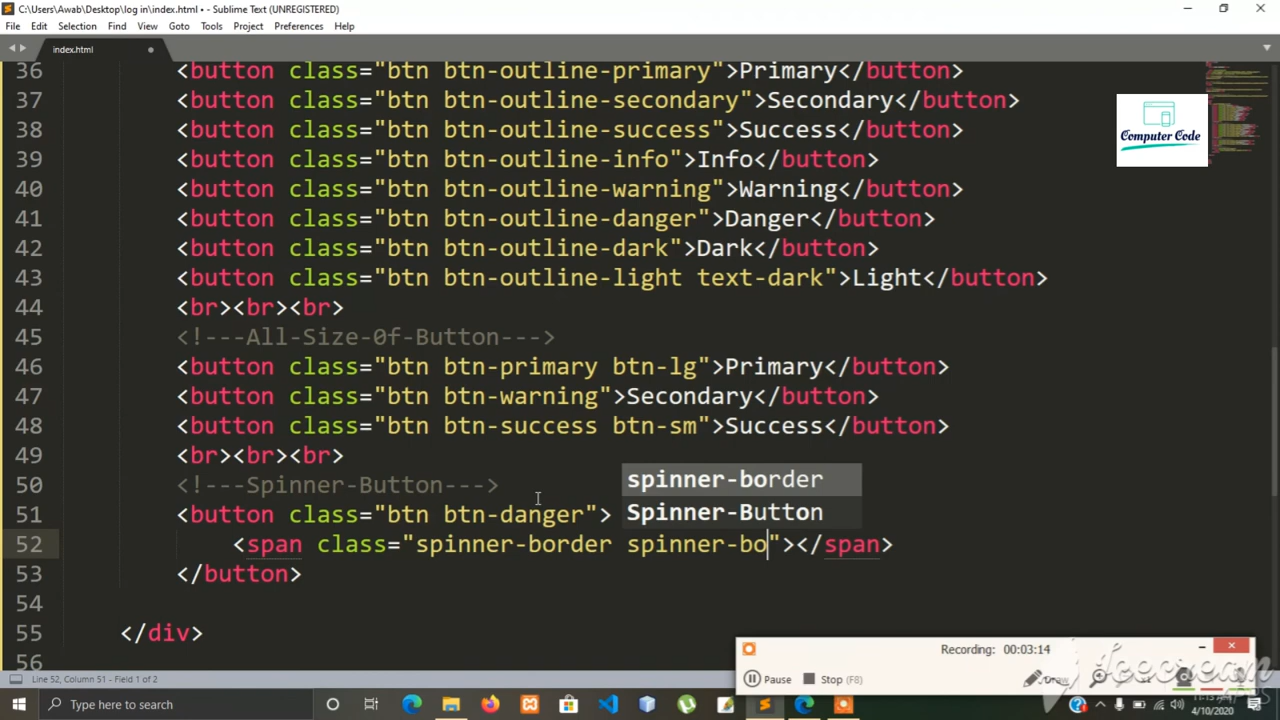 C:\Users\Awab\Desktop\log in\index.html • - Sublime Text (UNREGISTERED)
File Edit Selection Find View Goto Tools Project Preferences Help
index.html
36 <button class="btn btn-outline-primary">Primary</button>
37 <button class="btn btn-outline-secondary">Secondary</button>
38 <button class="btn btn-outline-success">Success</button>
39 <button class="btn btn-outline-info">Info</button>
40 <button class="btn btn-outline-warning">Warning</button>
41 <button class="btn btn-outline-danger">Danger</button>
42 <button class="btn btn-outline-dark">Dark</button>
43 <button class="btn btn-outline-light text-dark">Light</button>
44 <br><br><br>
45 <!---All-Size-Of-Button--->
46 <button class="btn btn-primary btn-lg">Primary</button>
47 <button class="btn btn-warning">Secondary</button>
48 <button class="btn btn-success btn-sm">Success</button>
49 <br><br><br>
50 <!---Spinner-Button--->
51 <button class="btn btn-danger">
52 <span class="spinner-border spinner-bo"></span>
53 </button>
54
55 </div>
56
spinner-border
Spinner-Button
Computer Code
Recording: 00:03:14
Pause Stop (F8) Draw
Icecream
APPS
Line 52, Column 51 - Field 1 of 2
Type here to search
4/10/2020